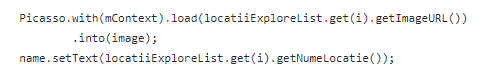 Picasso.with(mContext).load(locatiiExploreList.get(i).getImageURL())
.into(image);
name.setText(locatiiExploreList.get(i).getNumeLocatie());